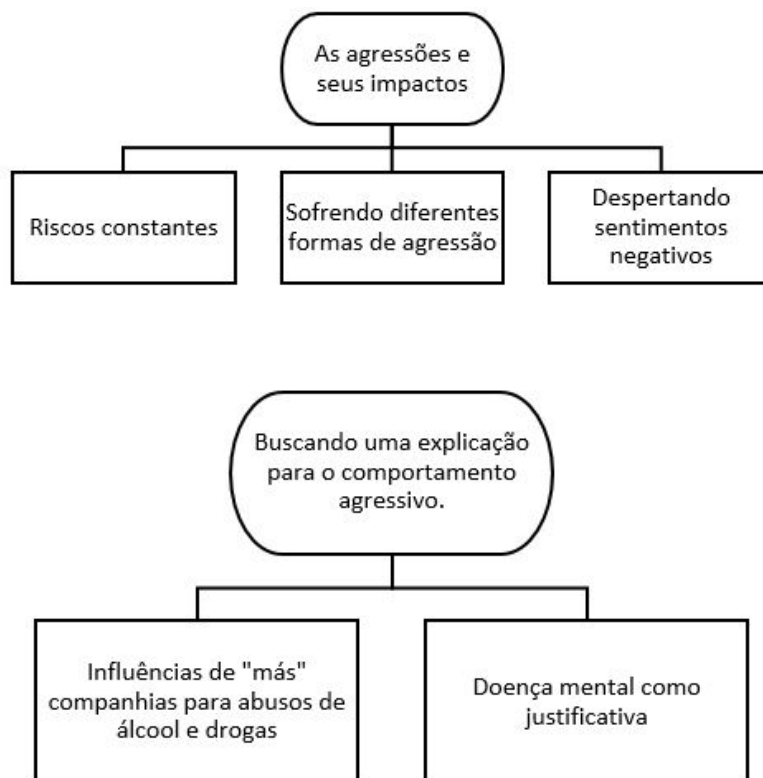 As agressões e
seus impactos
Riscos constantes
Sofrendo diferentes
formas de agressão
Despertando
sentimentos
negativos
Buscando uma explicação
para o comportamento
agressivo.
Influências de "más"
companhias para abusos de
álcool e drogas
Doença mental como
justificativa